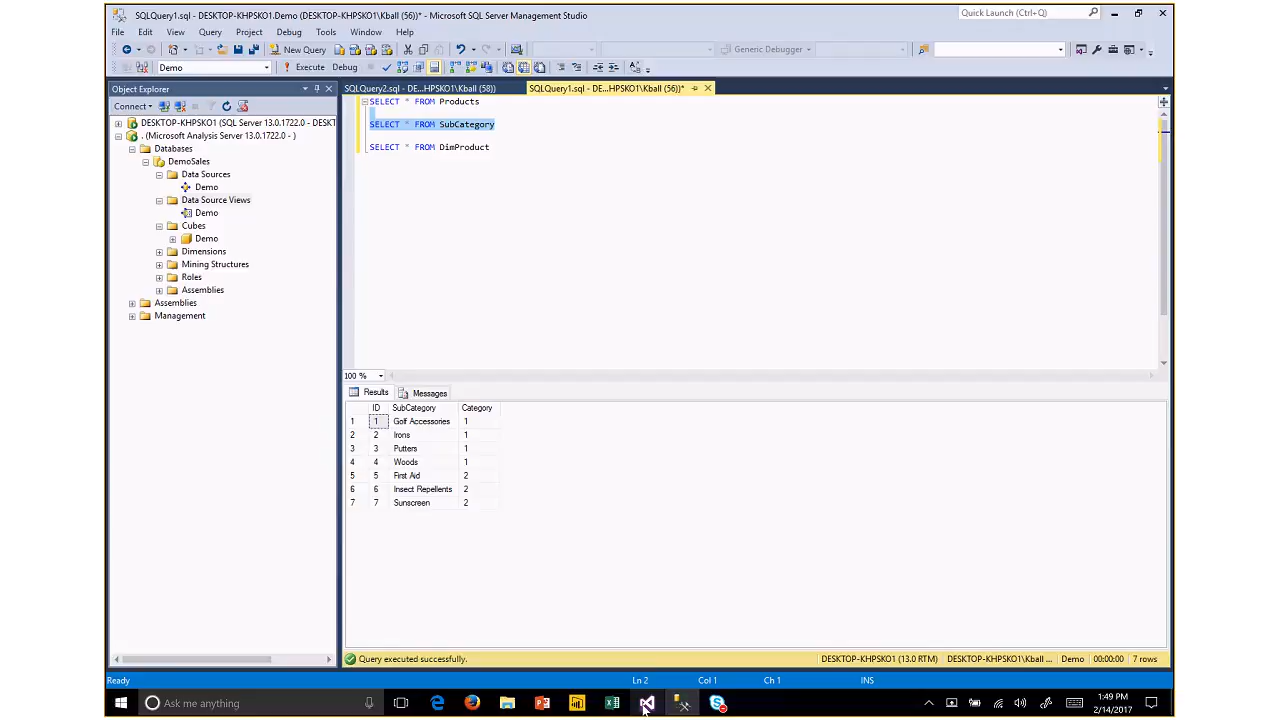 SQLQuery1.sql - DESKTOP-KHPSKO1.Demo (DESKTOP-KHPSKO1\Kball (56))* - Microsoft SQL Server Management Studio
Quick Launch (Ctrl+Q)
File Edit View Query Project Debug Tools Window Help
New Query
Generic Debugger
Demo
Execute Debug
Object Explorer
SQLQuery2.sql - DE...HPSKO1\Kball (58))
SQLQuery1.sql - DE...HPSKO1\Kball (56))*
Connect
DESKTOP-KHPSKO1 (SQL Server 13.0.1722.0 - DESKT
. (Microsoft Analysis Server 13.0.1722.0 - )
Databases
DemoSales
Data Sources
Demo
Data Source Views
Demo
Cubes
Demo
Dimensions
Mining Structures
Roles
Assemblies
Assemblies
Management
SELECT * FROM Products
SELECT * FROM SubCategory
SELECT * FROM DimProduct
100 %
Results Messages
ID SubCategory Category
1 1 Golf Accessories 1
2 2 Irons 1
3 3 Putters 1
4 4 Woods 1
5 5 First Aid 2
6 6 Insect Repellents 2
7 7 Sunscreen 2
Query executed successfully.
DESKTOP-KHPSKO1 (13.0 RTM) DESKTOP-KHPSKO1\Kball ... Demo 00:00:00 7 rows
Ready Ln 2 Col 1 Ch 1 INS
Ask me anything
1:49 PM
2/14/2017